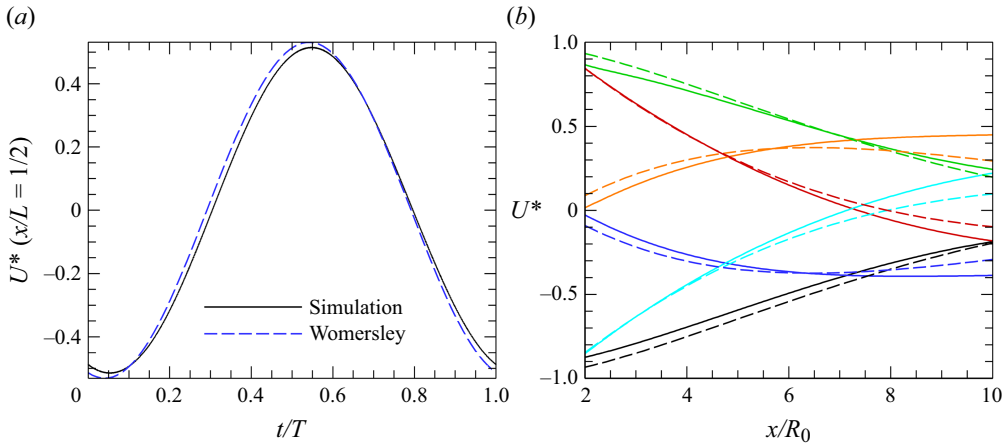 (a)
(b)
0.4
0.2
0
−0.2
−0.4
U* (x/L = 1/2)
Simulation
Womersley
0 0.2 0.4 0.6 0.8 1.0
t/T
1.0
0.5
0
−0.5
−1.0
U*
2 4 6 8 10
x/R0